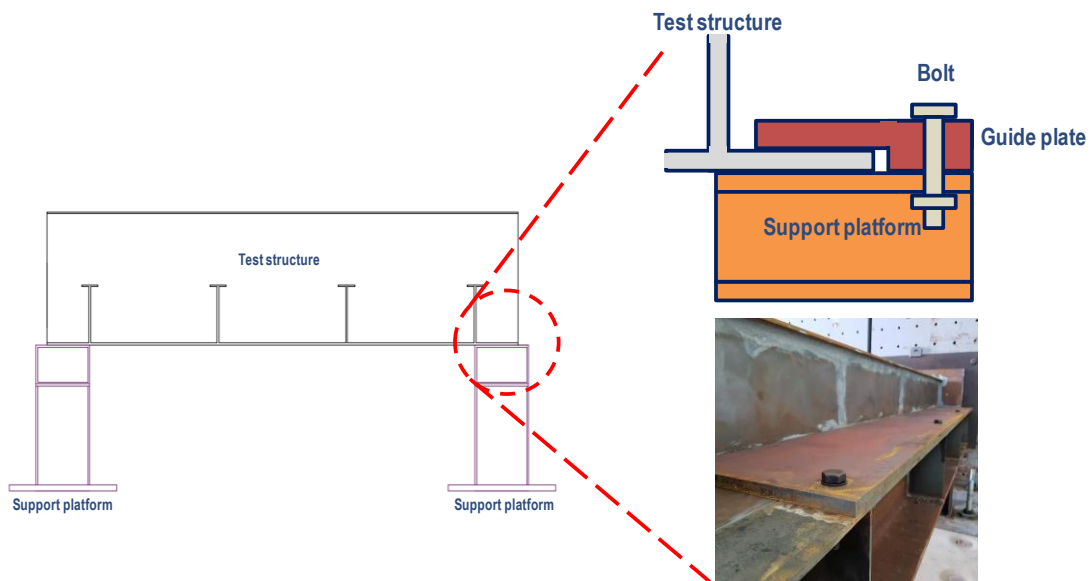 Test structure
Bolt
Guide plate
Support platform
Test structure
Support platform
Support platform